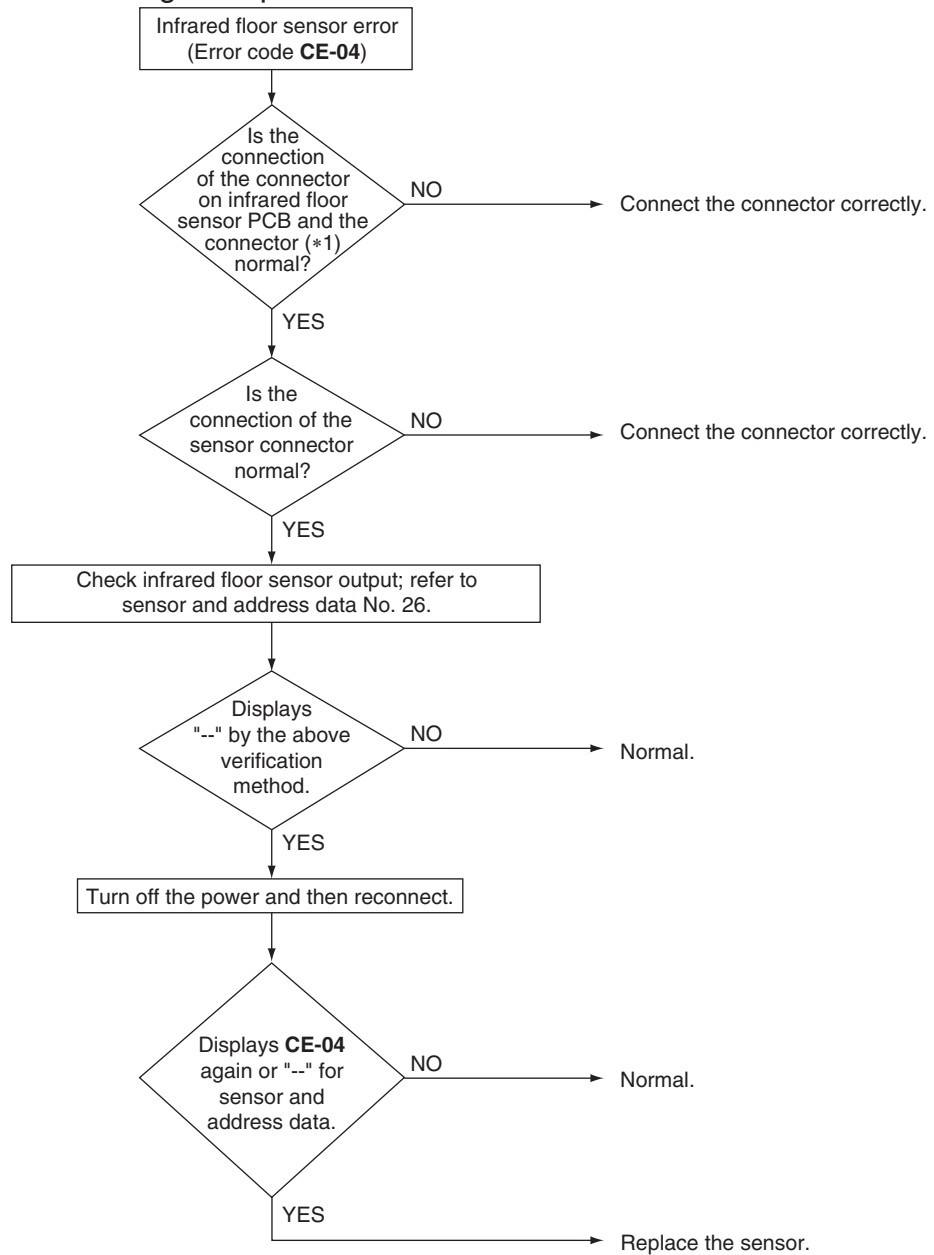 Infrared floor sensor error
(Error code CE-04)
Is the
connection
of the connector
on infrared floor
sensor PCB and the
connector (*1)
normal?
NO
Connect the connector correctly.
YES
Is the
connection of the
sensor connector
normal?
NO
Connect the connector correctly.
YES
Check infrared floor sensor output; refer to
sensor and address data No. 26.
Displays
"--" by the above
verification
method.
NO
Normal.
YES
Turn off the power and then reconnect.
Displays CE-04
again or "--" for
sensor and
address data.
NO
Normal.
YES
Replace the sensor.